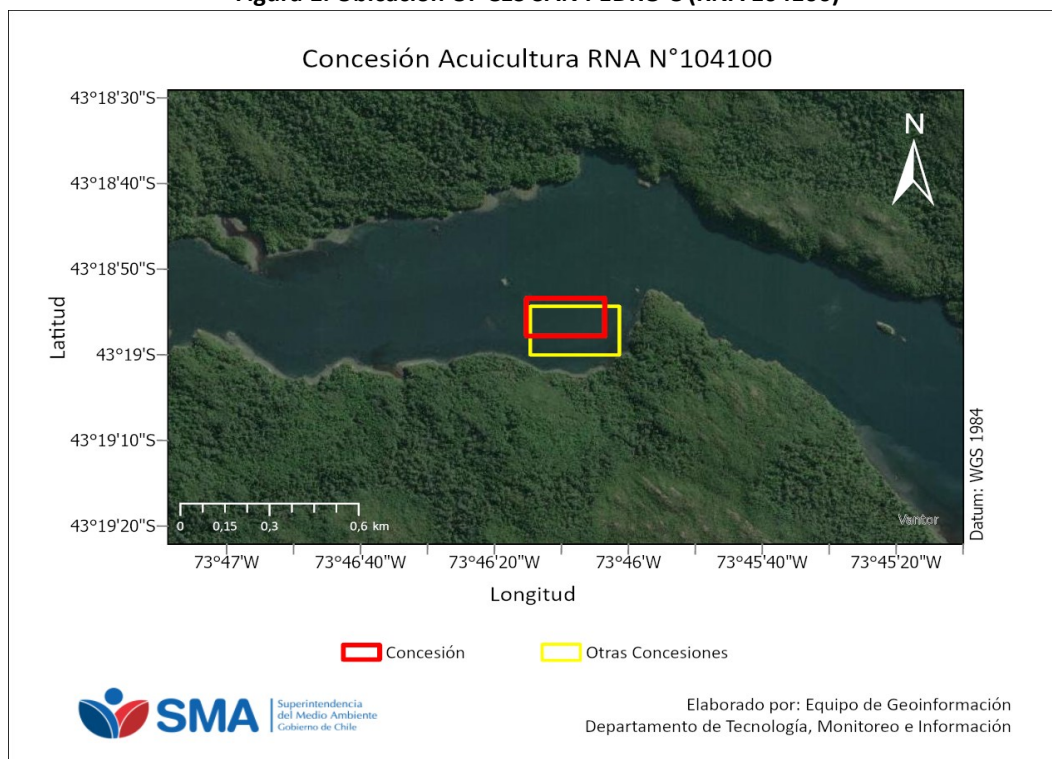 Concesión Acuicultura RNA N°104100
N
43°18'30"S
43°18'40"S
43°18'50"S
43°19'S
43°19'10"S
43°19'20"S
Latitud
Datum: WGS 1984
Vantor
0 0,15 0,3 0,6 km
73°47'W 73°46'40"W 73°46'20"W 73°46'W 73°45'40"W 73°45'20"W
Longitud
Concesión Otras Concesiones
SMA
Superintendencia
del Medio Ambiente
Gobierno de Chile
Elaborado por: Equipo de Geoinformación
Departamento de Tecnología, Monitoreo e Información